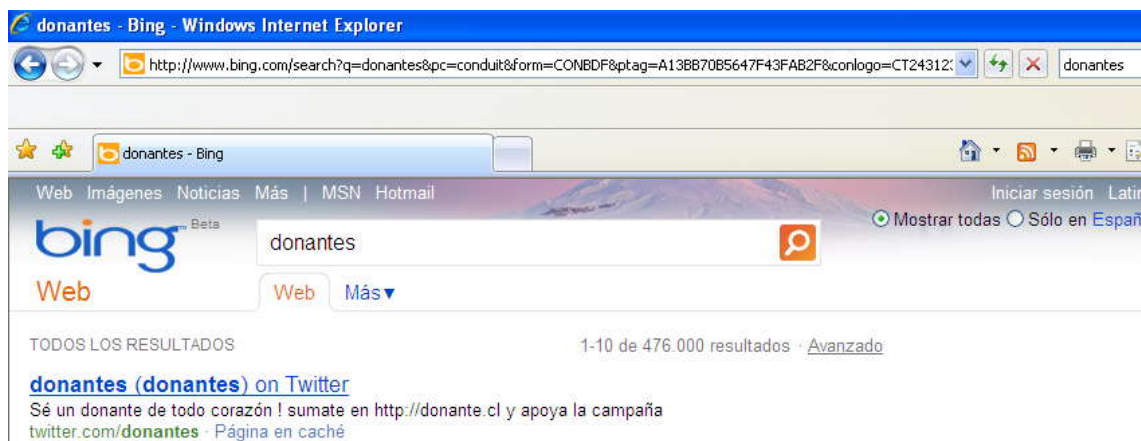 donantes - Bing - Windows Internet Explorer
http://www.bing.com/search?q=donantes&pc=conduit&form=CONBDF&ptag=A13BB70B5647F43FAB2F&conlogo=CT243123 donantes
donantes - Bing
Web Imágenes Noticias Más | MSN Hotmail Iniciar sesión Latin
Mostrar todas Sólo en Españ
bing Beta
donantes
Web Web Más▼
TODOS LOS RESULTADOS 1-10 de 476.000 resultados · Avanzado
donantes (donantes) on Twitter
Sé un donante de todo corazón ! sumate en http://donante.cl y apoya la campaña
twitter.com/donantes · Página en caché